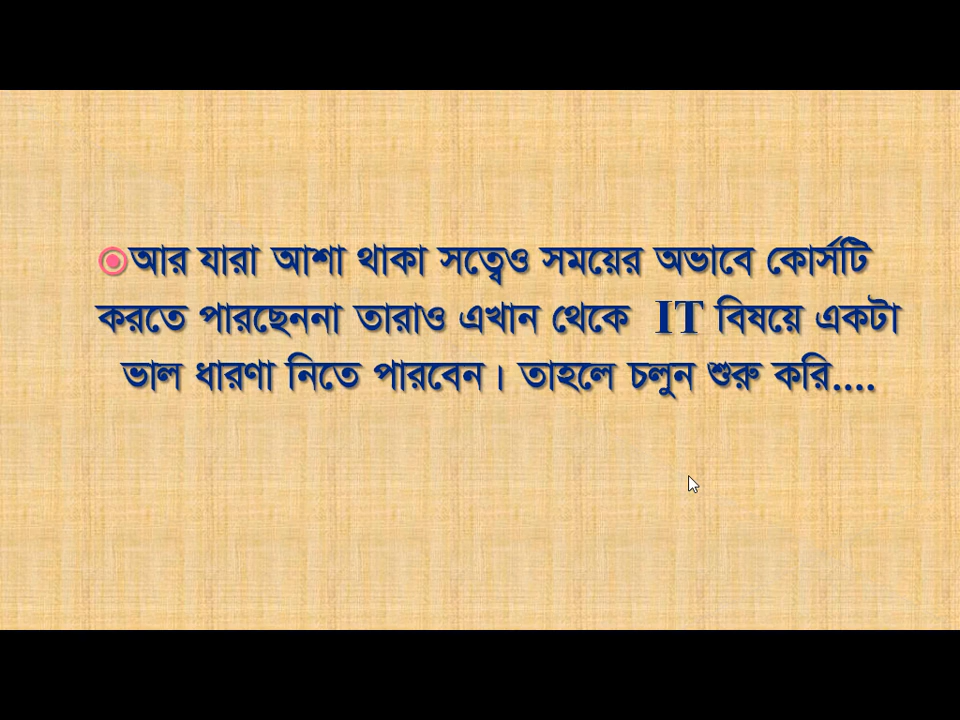 আর যারা আশা থাকা সত্ত্বেও সময়ের অভাবে কোর্সটি
করতে পারছেননা তারাও এখান থেকে IT বিষয়ে একটা
ভাল ধারণা নিতে পারবেন। তাহলে চলুন শুরু করি....